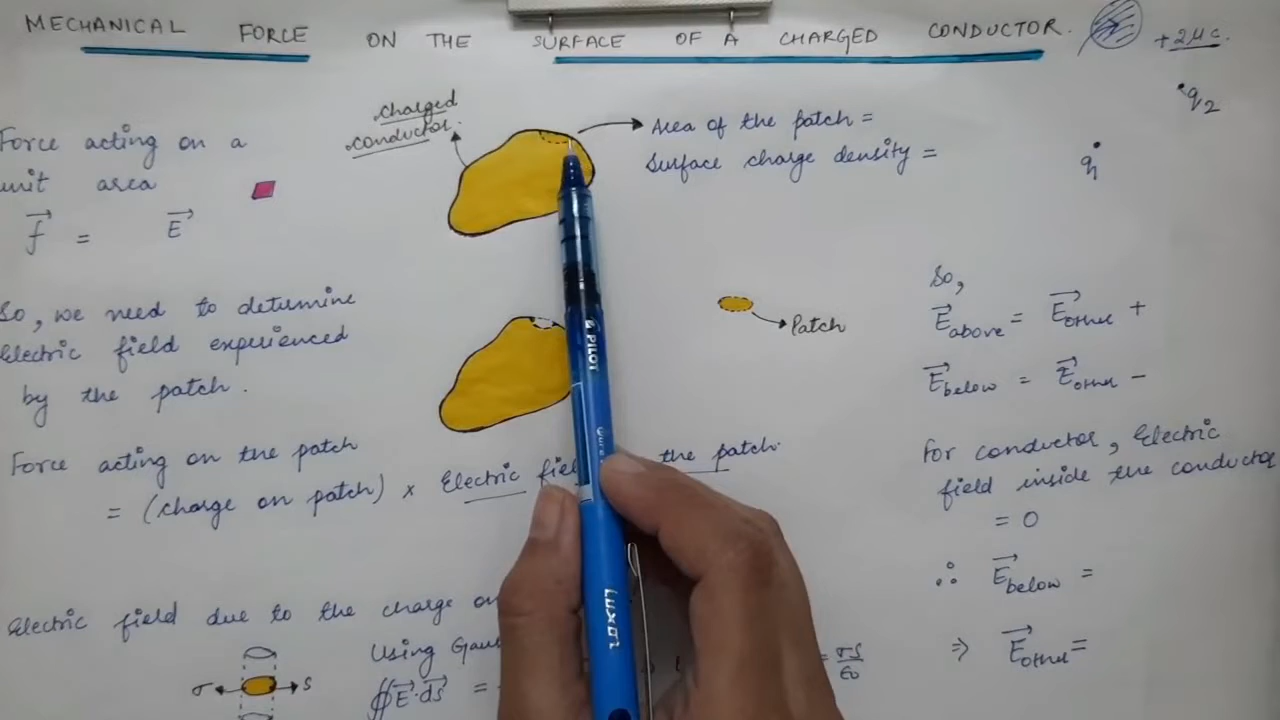 MECHANICAL FORCE ON THE SURFACE OF A CHARGED CONDUCTOR.
+2μc.
q2
q
charged
conductor.
Force acting on a
unit area
f = E
Area of the patch =
Surface charge density =
So, we need to determine
Electric field experienced
by the patch.
Patch
So,
E above = E other +
E below = E other −
Force acting on the patch
= (charge on patch) × Electric the patch.
For conductor, Electric
field inside the conductor
= 0
∴ E below =
⇒ E other =
Electric field due to the charge on
σ S
Using
∯ E . ds =
= σS/ε0
PILOT
Luxor